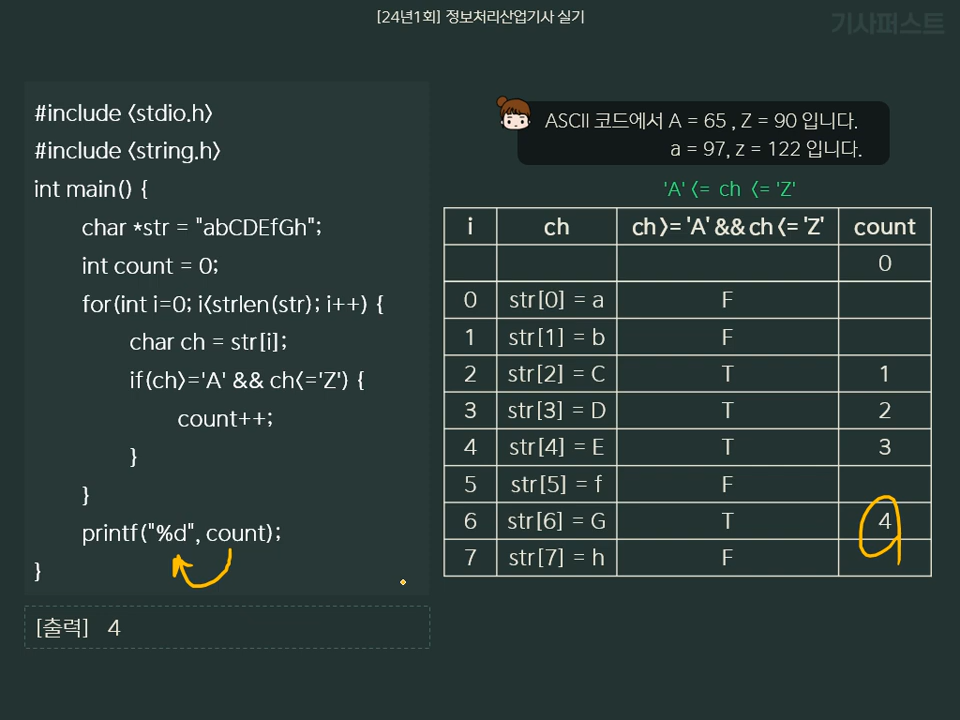 [24년1회] 정보처리산업기사 실기
기사퍼스트
#include <stdio.h>
#include <string.h>
int main() {
char *str = "abCDEfGh";
int count = 0;
for(int i=0; i<strlen(str); i++) {
char ch = str[i];
if(ch>='A' && ch<='Z') {
count++;
}
}
printf("%d", count);
}
[출력] 4
ASCII 코드에서 A = 65 , Z = 90 입니다.
a = 97, z = 122 입니다.
'A' <= ch <= 'Z'
i ch ch>= 'A' && ch <= 'Z' count
0
0 str[0] = a F
1 str[1] = b F
2 str[2] = C T 1
3 str[3] = D T 2
4 str[4] = E T 3
5 str[5] = f F
6 str[6] = G T 4
7 str[7] = h F